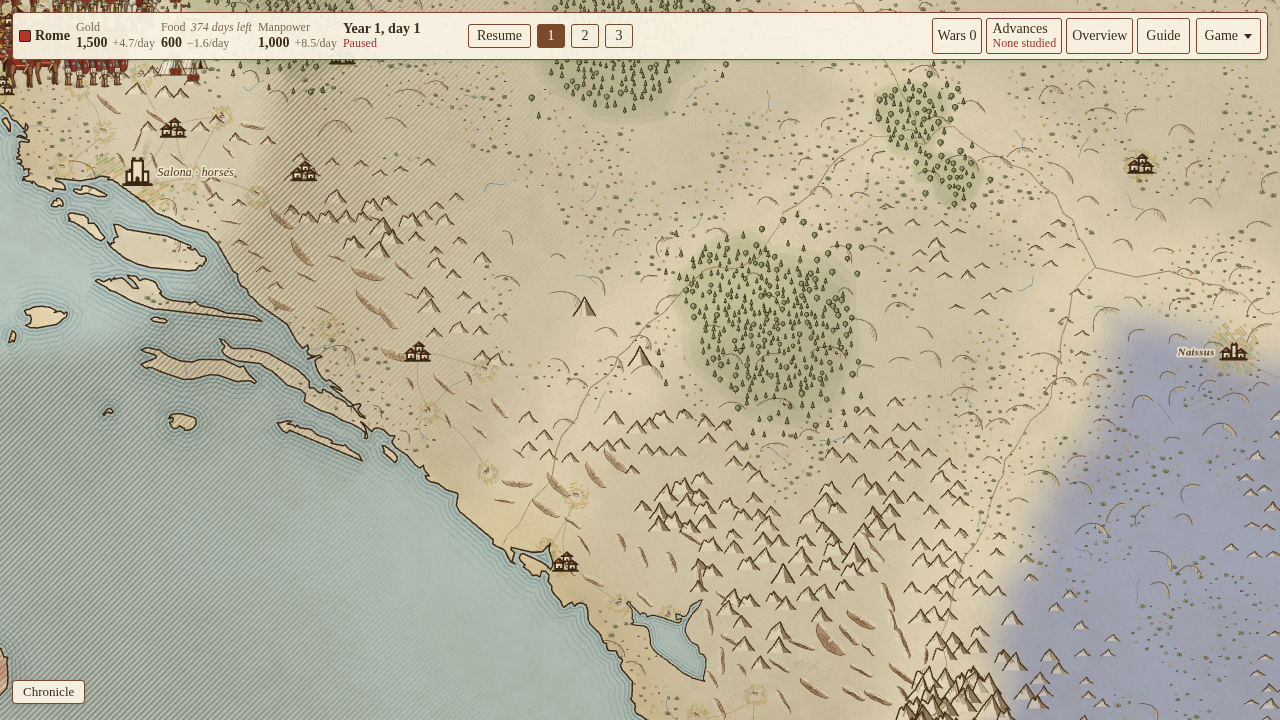 Rome
Gold
1,500 +4.7/day
Food 374 days left
600 −1.6/day
Manpower
1,000 +8.5/day
Year 1, day 1
Paused
Resume
1
2
3
Wars 0
Advances
None studied
Overview
Guide
Game
Salona · horses
Naissus
Chronicle